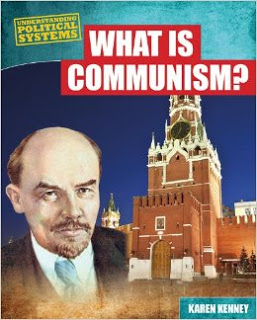 UNDERSTANDING
POLITICAL
SYSTEMS
WHAT IS
COMMUNISM?
KAREN KENNEY